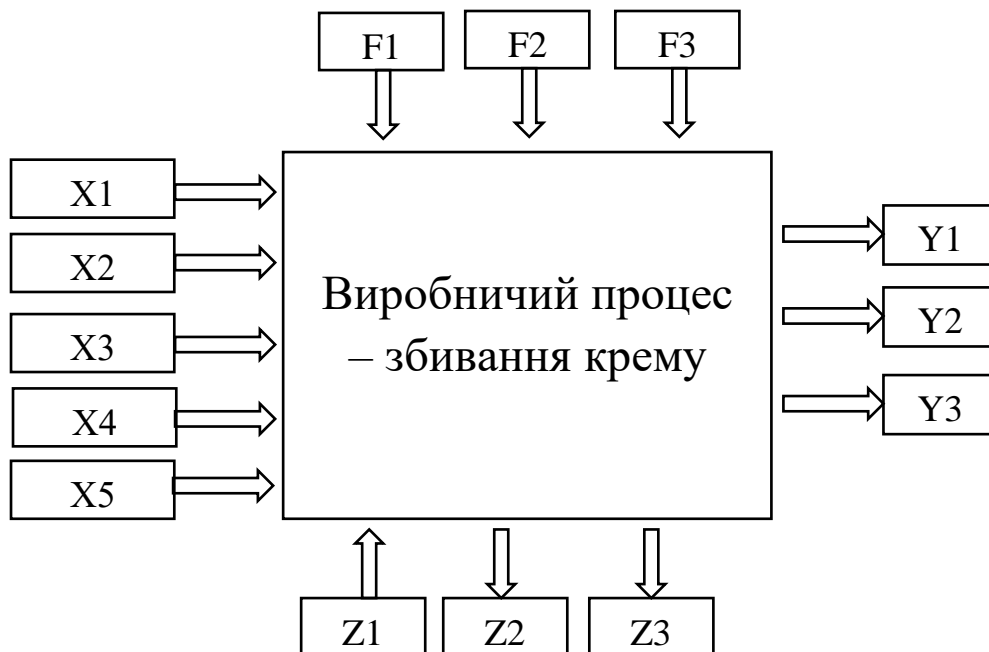 F1 F2 F3
X1
X2
X3
X4
X5
Виробничий процес
– збивання крему
Y1
Y2
Y3
Z1 Z2 Z3